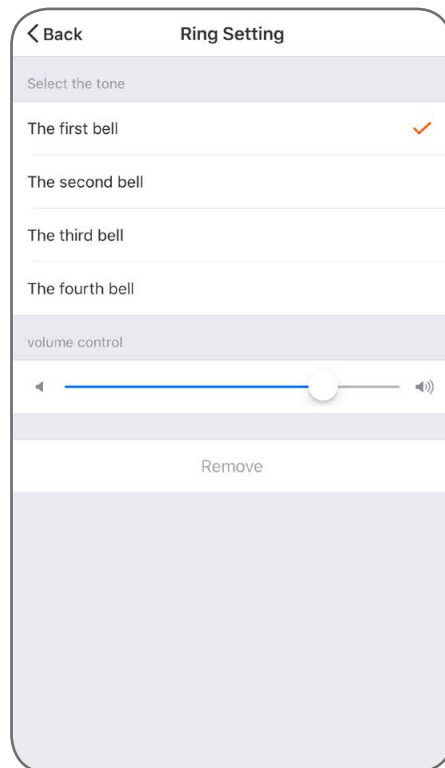 Back
Ring Setting
Select the tone
The first bell
The second bell
The third bell
The fourth bell
volume control
Remove